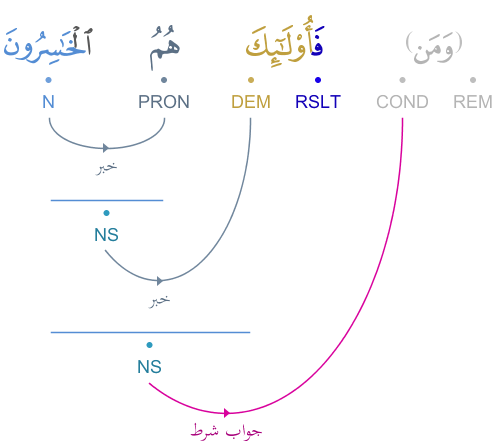 (وَمَن) فَأُو۟لَـٰٓئِكَ هُمُ ٱلْخَـٰسِرُونَ
REM COND RSLT DEM PRON N
خبر
NS
خبر
NS
جواب شرط